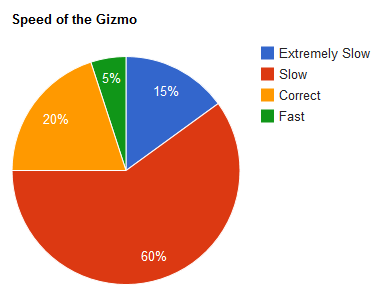 Speed of the Gizmo
Extremely Slow
Slow
Correct
Fast
5%
15%
20%
60%